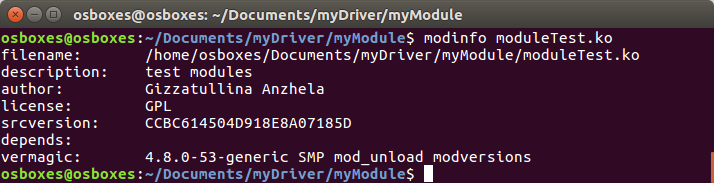 osboxes@osboxes: ~/Documents/myDriver/myModule
osboxes@osboxes:~/Documents/myDriver/myModule$ modinfo moduleTest.ko
filename:       /home/osboxes/Documents/myDriver/myModule/moduleTest.ko
description:    test modules
author:         Gizzatullina Anzhela
license:        GPL
srcversion:     CCBC614504D918E8A07185D
depends:
vermagic:       4.8.0-53-generic SMP mod_unload modversions
osboxes@osboxes:~/Documents/myDriver/myModule$